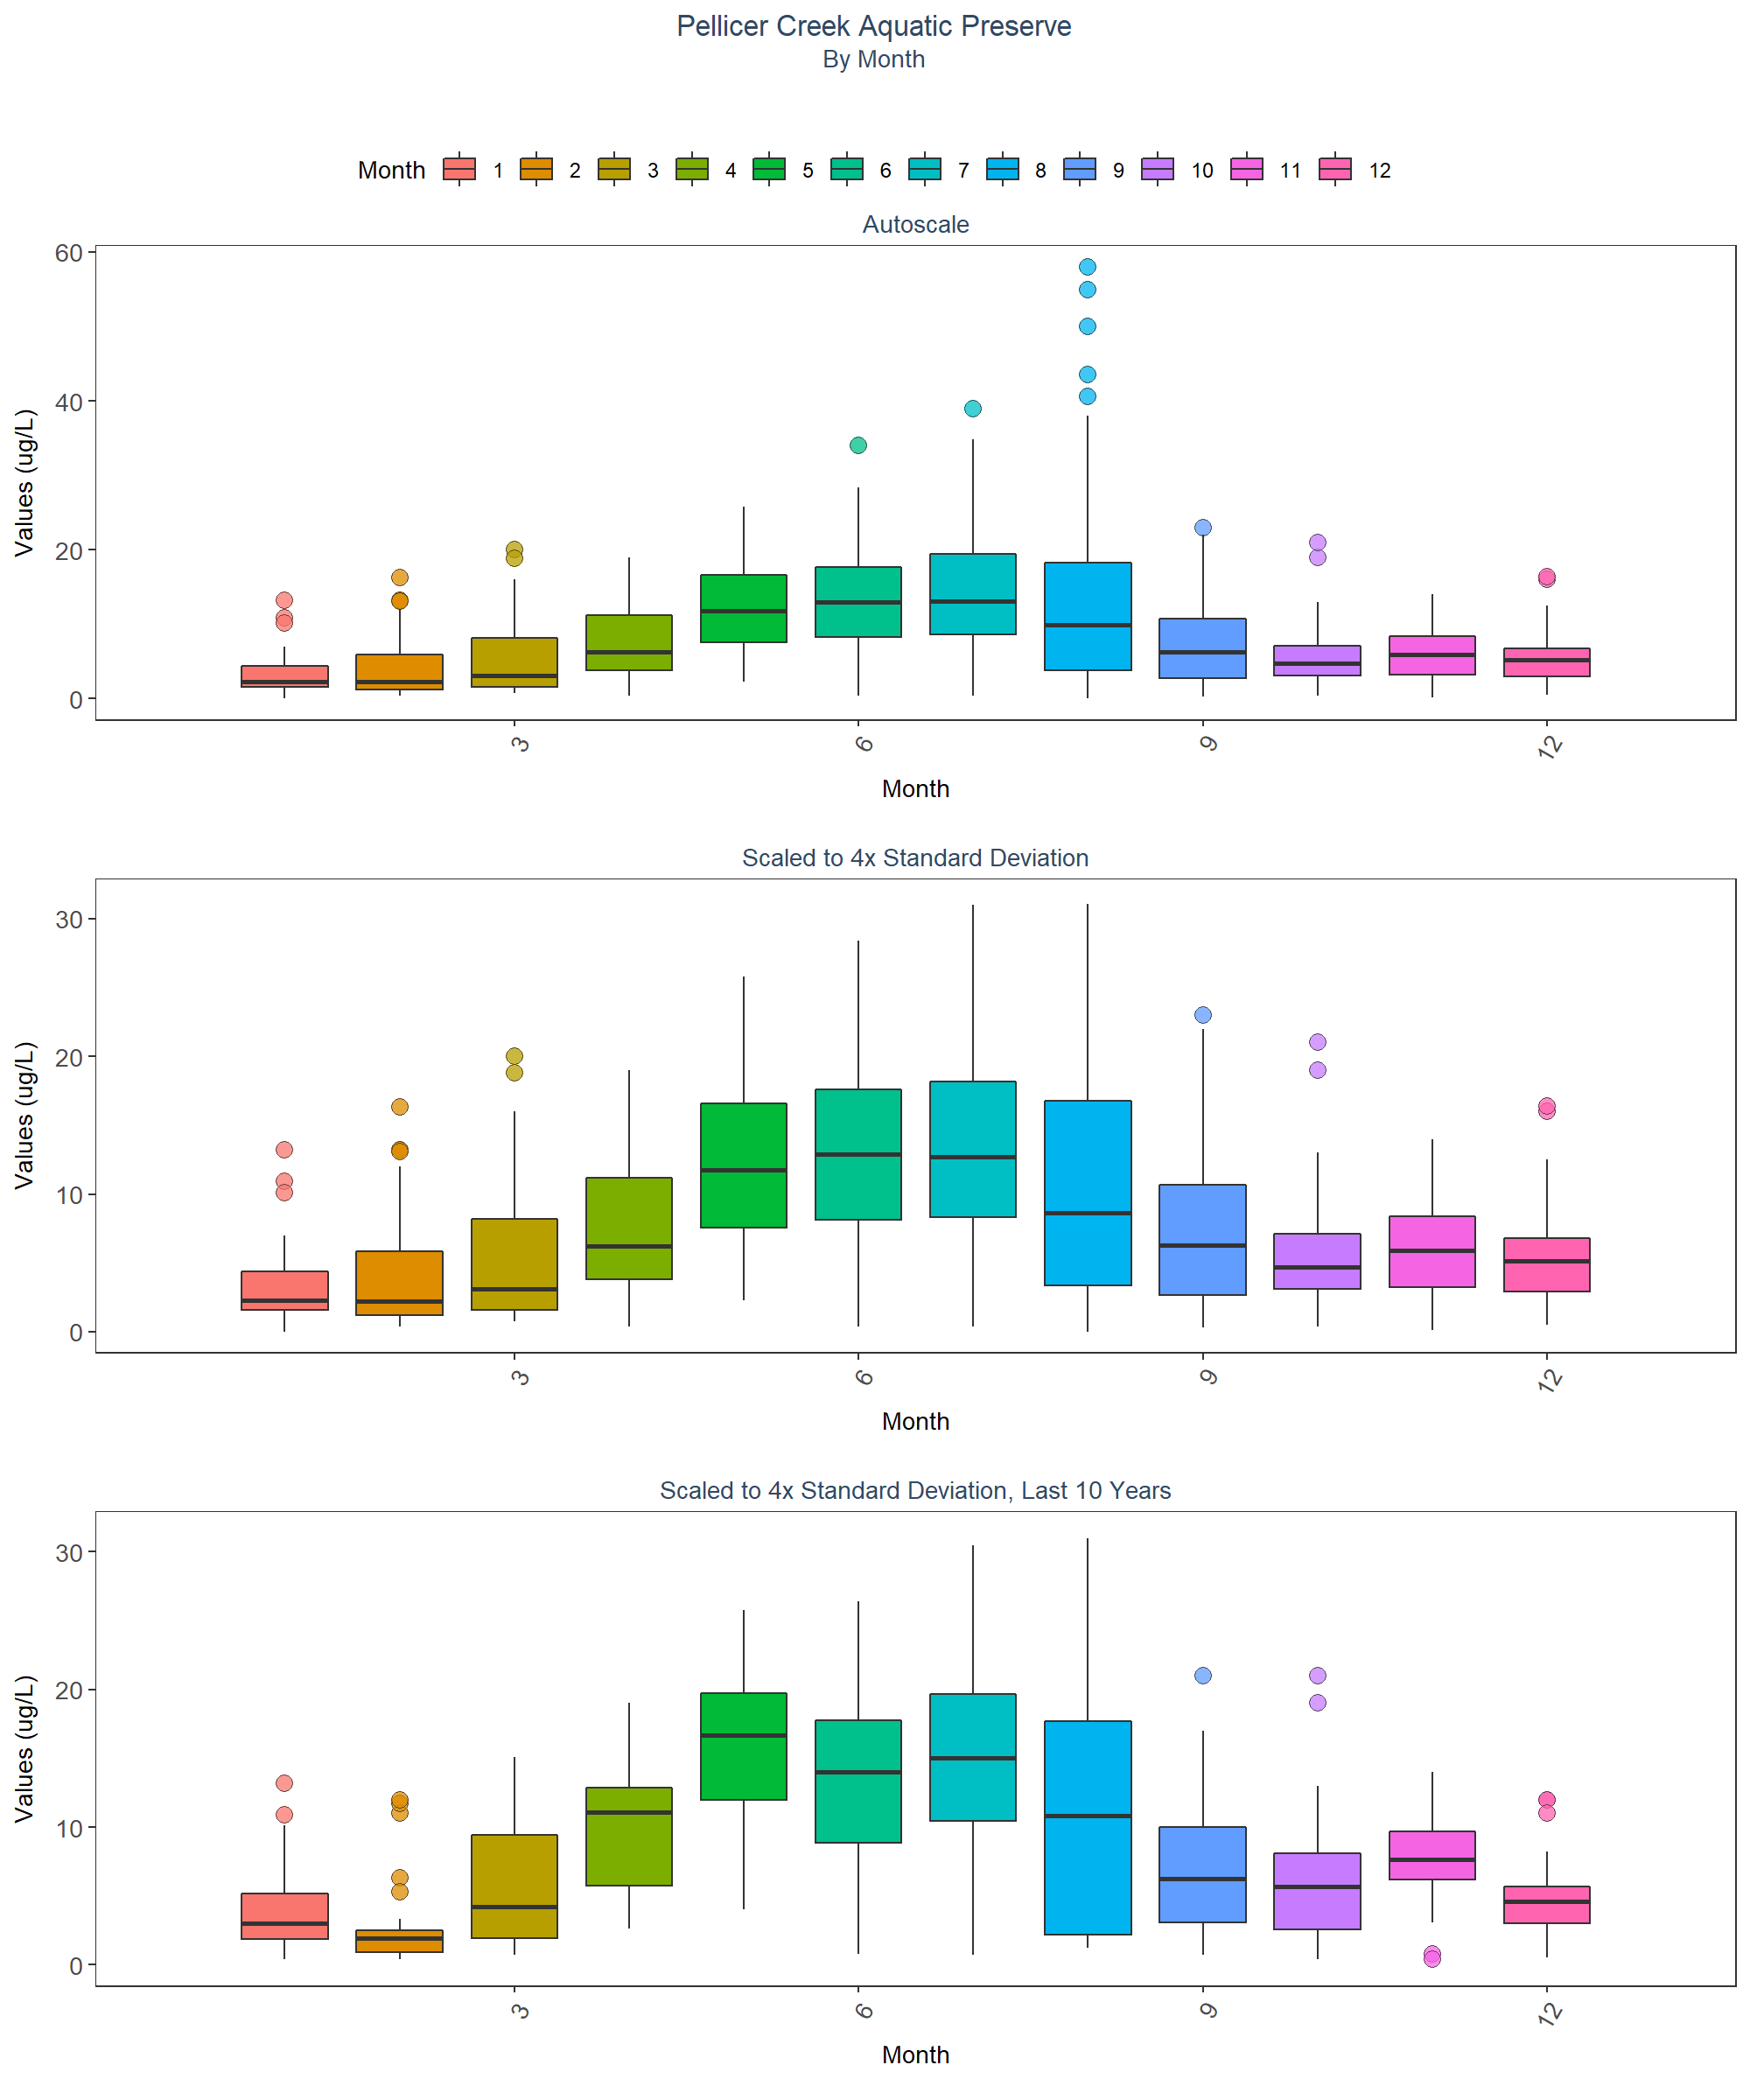 Pellicer Creek Aquatic Preserve
By Month
Month 1 2 3 4 5 6 7 8 9 10 11 12
Autoscale
Values (ug/L)
60
40
20
0
3 6 9 12
Month
Scaled to 4x Standard Deviation
Values (ug/L)
30
20
10
0
3 6 9 12
Month
Scaled to 4x Standard Deviation, Last 10 Years
Values (ug/L)
30
20
10
0
3 6 9 12
Month